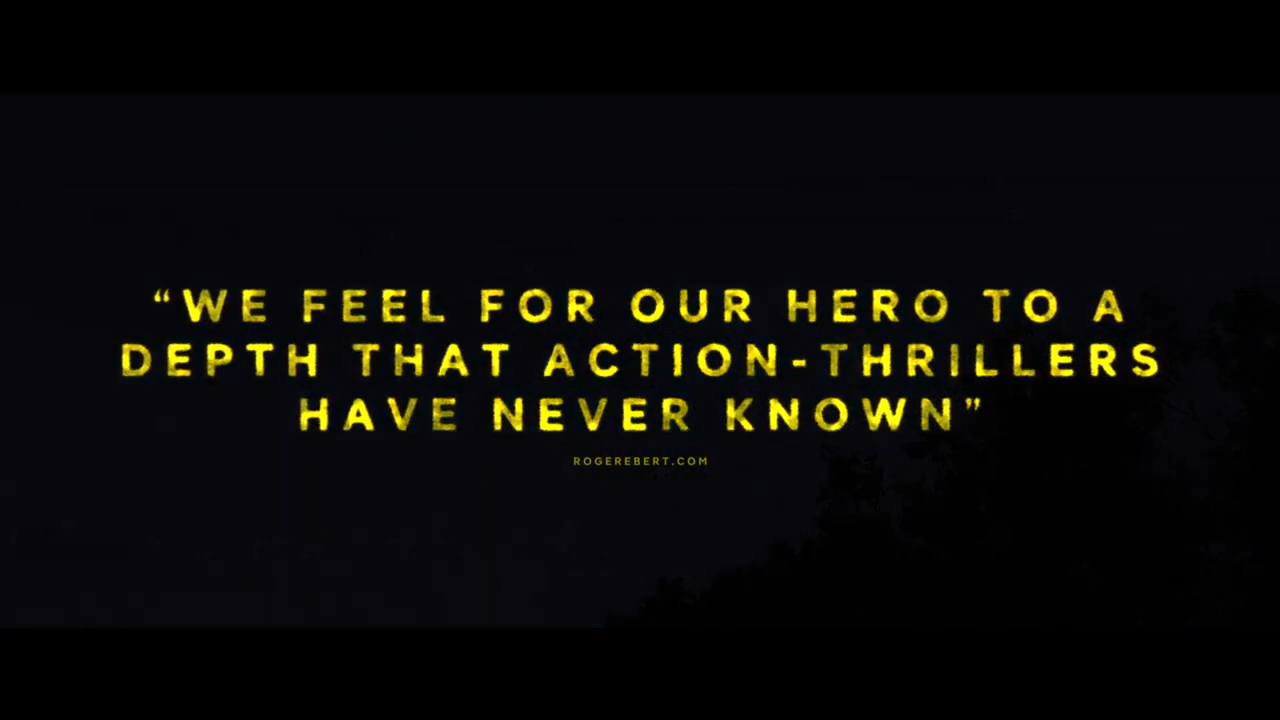 “WE FEEL FOR OUR HERO TO A
DEPTH THAT ACTION-THRILLERS
HAVE NEVER KNOWN”
ROGEREBERT.COM